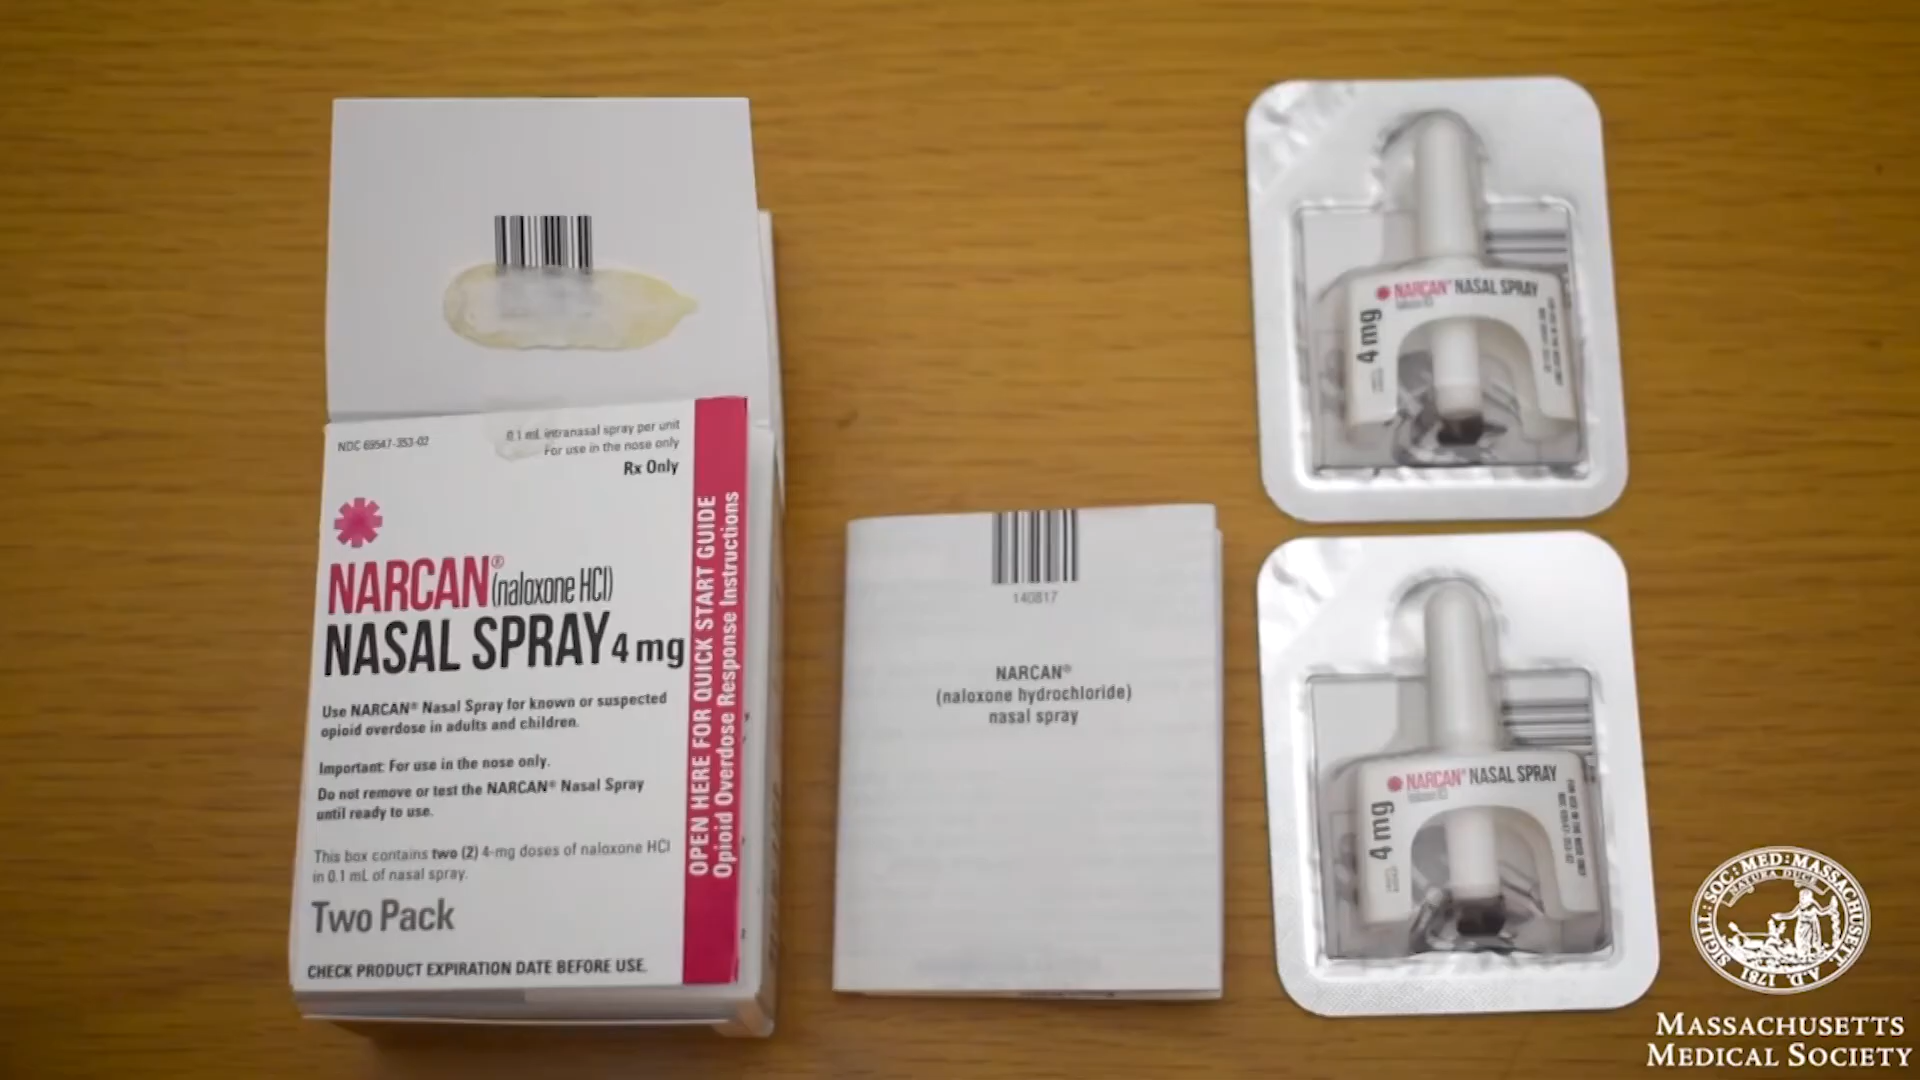 NDC 69547-353-02
0.1 mL intranasal spray per unit
For use in the nose only
Rx Only
NARCAN® (naloxone HCl)
NASAL SPRAY 4 mg
Use NARCAN® Nasal Spray for known or suspected
opioid overdose in adults and children.
Important: For use in the nose only.
Do not remove or test the NARCAN® Nasal Spray
until ready to use.
This box contains two (2) 4-mg doses of naloxone HCl
in 0.1 mL of nasal spray.
Two Pack
CHECK PRODUCT EXPIRATION DATE BEFORE USE.
OPEN HERE FOR QUICK START GUIDE
Opioid Overdose Response Instructions
140817
NARCAN®
(naloxone hydrochloride)
nasal spray
NARCAN® NASAL SPRAY
4 mg
NARCAN® NASAL SPRAY
4 mg
SIGILL: SOC: MED: MASSACHUSETT. A.D. 1781
NATURA DUCE
MASSACHUSETTS
MEDICAL SOCIETY